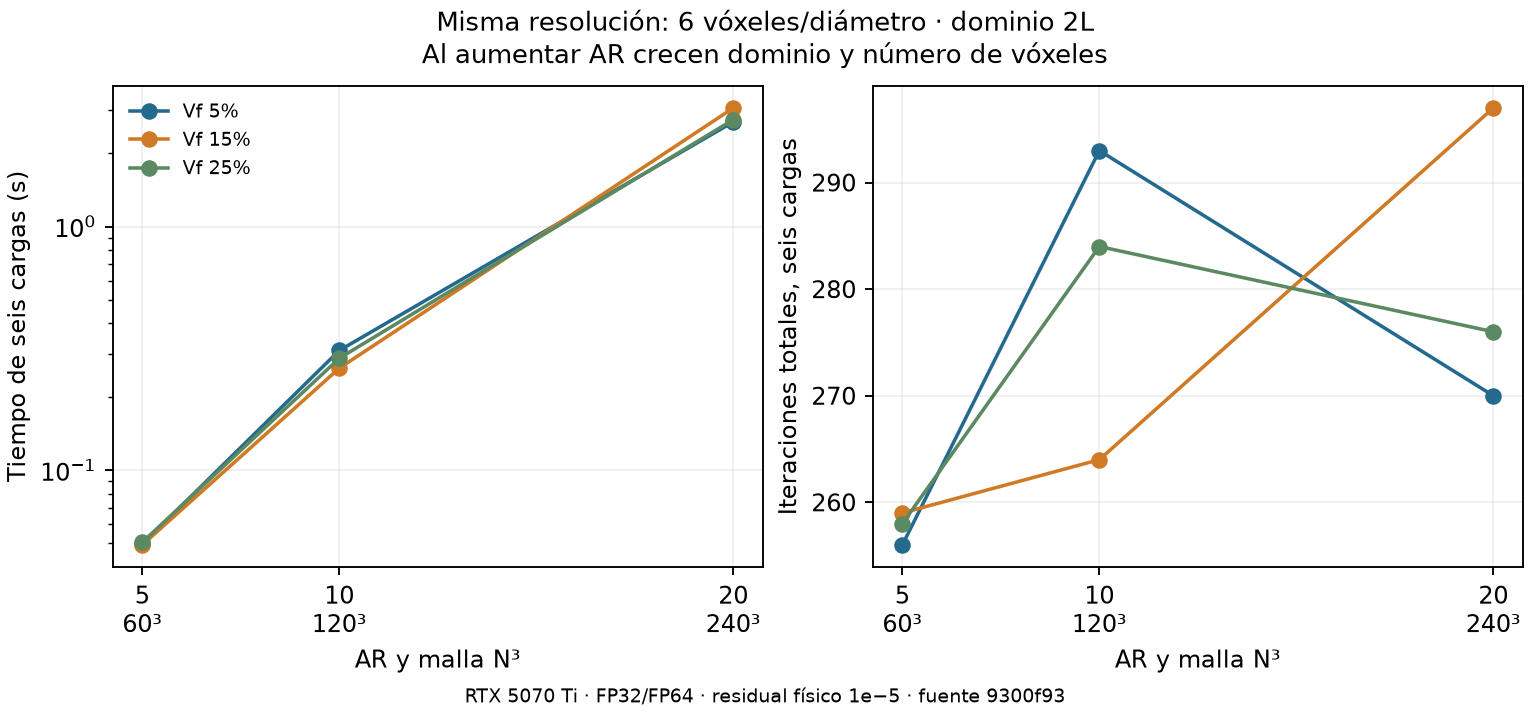 Misma resolución: 6 vóxeles/diámetro · dominio 2L
Al aumentar AR crecen dominio y número de vóxeles
Tiempo de seis cargas (s)
10⁰
10⁻¹
Vf 5%
Vf 15%
Vf 25%
5
60³
10
120³
20
240³
AR y malla N³
Iteraciones totales, seis cargas
290
280
270
260
5
60³
10
120³
20
240³
AR y malla N³
RTX 5070 Ti · FP32/FP64 · residual físico 1e−5 · fuente 9300f93